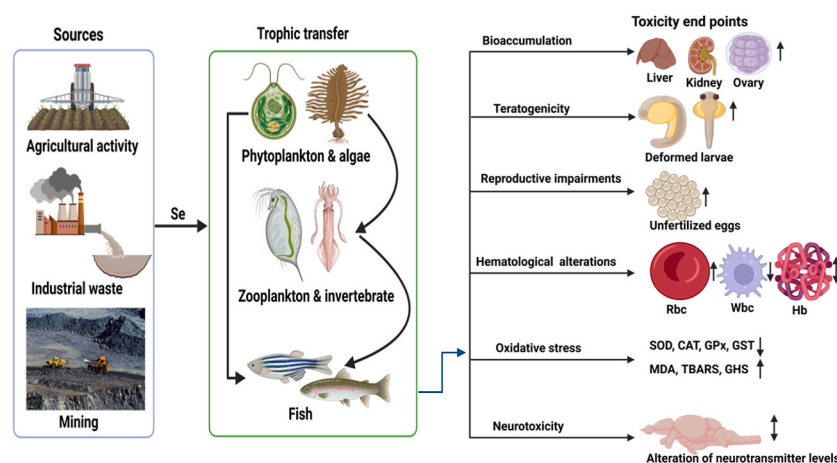 Sources
Agricultural activity
Industrial waste
Mining
Se
Trophic transfer
Phytoplankton & algae
Zooplankton & invertebrate
Fish
Toxicity end points
Bioaccumulation
Liver
Kidney
Ovary
Teratogenicity
Deformed larvae
Reproductive impairments
Unfertilized eggs
Hematological alterations
Rbc
Wbc
Hb
Oxidative stress
SOD, CAT, GPx, GST
MDA, TBARS, GHS
Neurotoxicity
Alteration of neurotransmitter levels